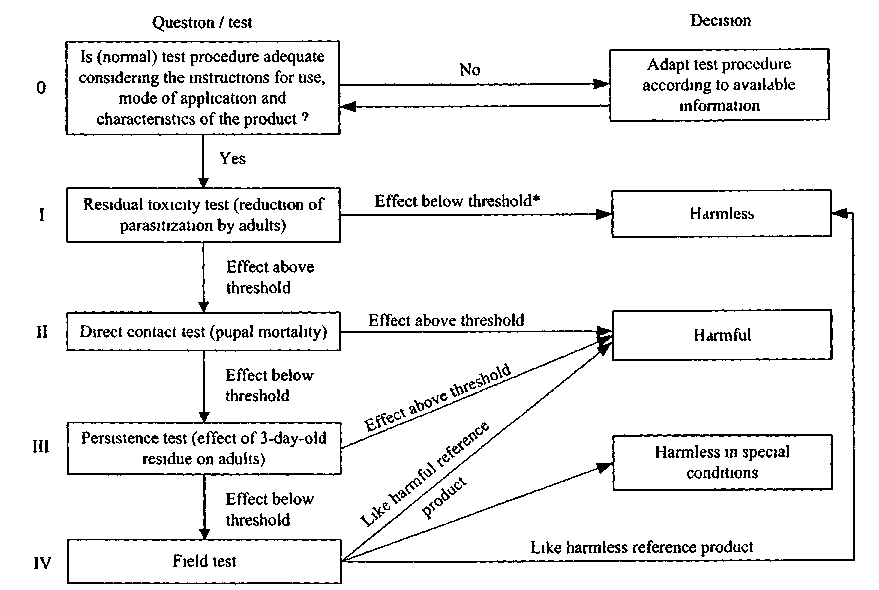 Question / test
Decision
0
Is (normal) test procedure adequate
considering the instructions for use,
mode of application and
characteristics of the product ?
No
Adapt test procedure
according to available
information
Yes
I
Residual toxicity test (reduction of
parasitization by adults)
Effect below threshold*
Harmless
Effect above
threshold
II
Direct contact test (pupal mortality)
Effect above threshold
Harmful
Effect below
threshold
Effect above threshold
III
Persistence test (effect of 3-day-old
residue on adults)
Like harmful reference
product
Harmless in special
conditions
Effect below
threshold
IV
Field test
Like harmless reference product